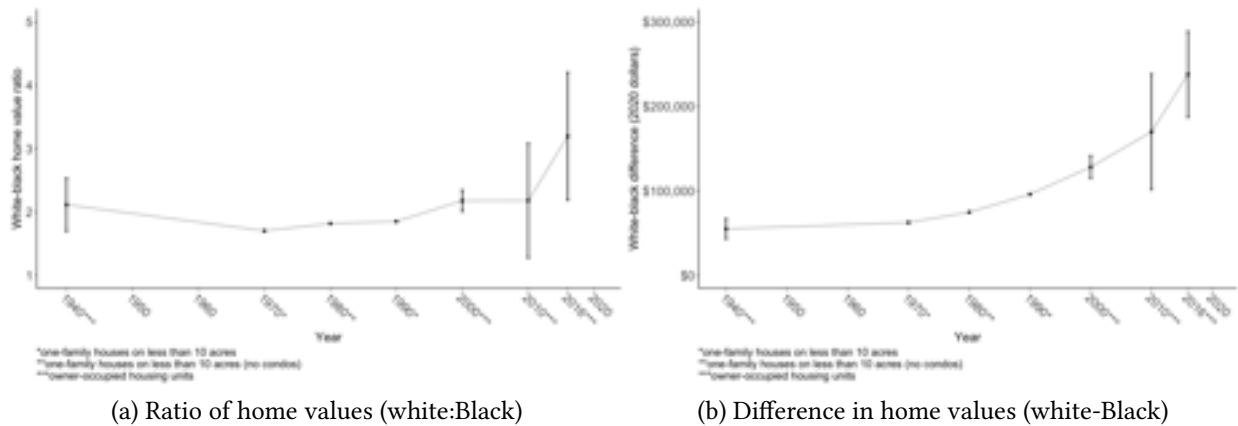 5
4
3
2
1
White-black home value ratio
1940***
1950
1960
1970*
1980**
1990*
2000***
2010***
2016***
2020
Year
*one-family houses on less than 10 acres
**one-family houses on less than 10 acres (no condos)
***owner-occupied housing units
(a) Ratio of home values (white:Black)
$300,000
$200,000
$100,000
$0
White-black difference (2020 dollars)
1940***
1950
1960
1970*
1980**
1990*
2000***
2010***
2016***
2020
Year
*one-family houses on less than 10 acres
**one-family houses on less than 10 acres (no condos)
***owner-occupied housing units
(b) Difference in home values (white-Black)